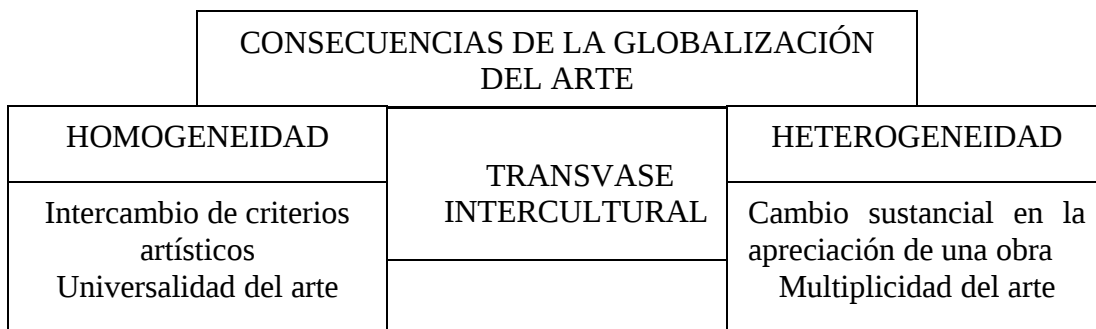 CONSECUENCIAS DE LA GLOBALIZACIÓN
DEL ARTE
HOMOGENEIDAD
Intercambio de criterios
artísticos
Universalidad del arte
TRANSVASE
INTERCULTURAL
HETEROGENEIDAD
Cambio sustancial en la
apreciación de una obra
Multiplicidad del arte